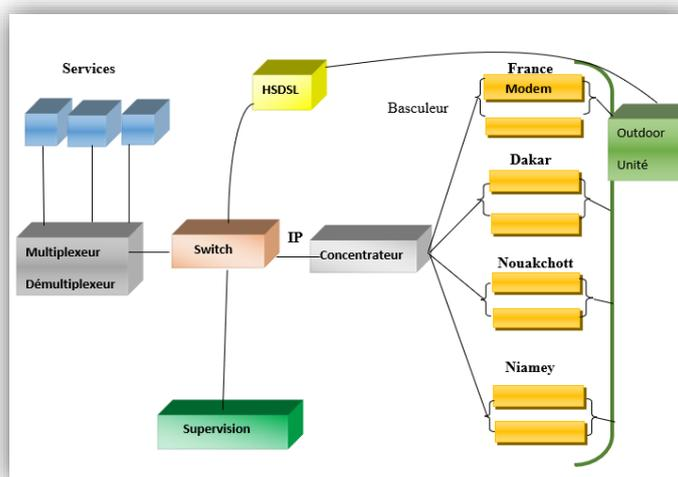 Services
HSDSL
Basculeur
France
Modem
Outdoor
Unité
Dakar
Multiplexeur
Démultiplexeur
Switch
IP
Concentrateur
Nouakchott
Niamey
Supervision